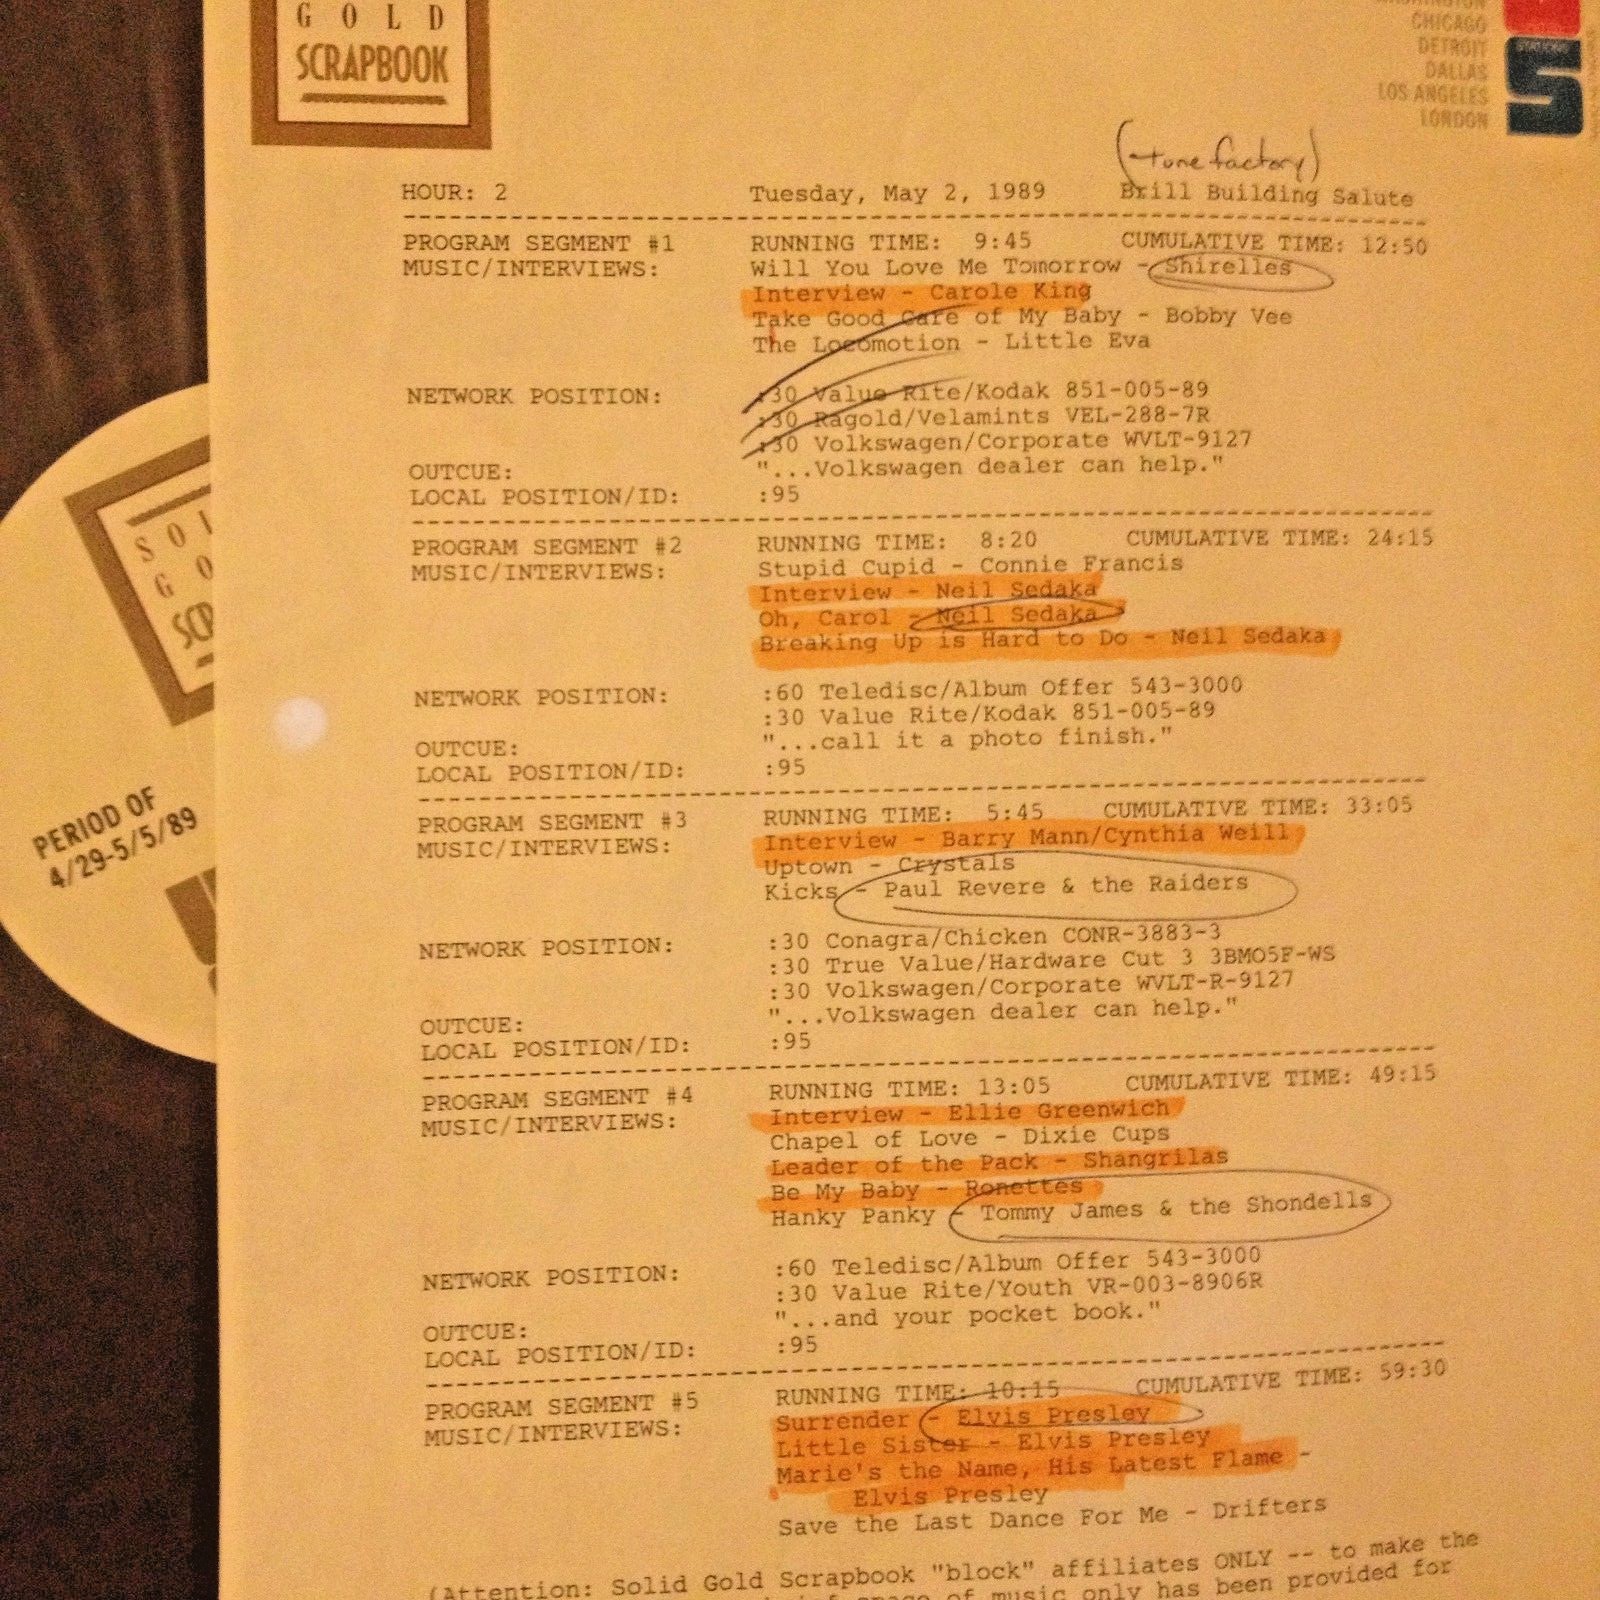 GOLD
SCRAPBOOK
CHICAGO
DETROIT
DALLAS
LOS ANGELES
LONDON
STATIONS
S
(-tune factory)
HOUR: 2 Tuesday, May 2, 1989 Brill Building Salute
PROGRAM SEGMENT #1 RUNNING TIME: 9:45 CUMULATIVE TIME: 12:50
MUSIC/INTERVIEWS: Will You Love Me Tomorrow - Shirelles
Interview - Carole King
Take Good Care of My Baby - Bobby Vee
The Locomotion - Little Eva
NETWORK POSITION: :30 Value Rite/Kodak 851-005-89
:30 Ragold/Velamints VEL-288-7R
:30 Volkswagen/Corporate WVLT-9127
OUTCUE: "...Volkswagen dealer can help."
LOCAL POSITION/ID: :95
PROGRAM SEGMENT #2 RUNNING TIME: 8:20 CUMULATIVE TIME: 24:15
MUSIC/INTERVIEWS: Stupid Cupid - Connie Francis
Interview - Neil Sedaka
Oh, Carol - Neil Sedaka
Breaking Up is Hard to Do - Neil Sedaka
NETWORK POSITION: :60 Teledisc/Album Offer 543-3000
:30 Value Rite/Kodak 851-005-89
OUTCUE: "...call it a photo finish."
LOCAL POSITION/ID: :95
PROGRAM SEGMENT #3 RUNNING TIME: 5:45 CUMULATIVE TIME: 33:05
MUSIC/INTERVIEWS: Interview - Barry Mann/Cynthia Weill
Uptown - Crystals
Kicks - Paul Revere & the Raiders
NETWORK POSITION: :30 Conagra/Chicken CONR-3883-3
:30 True Value/Hardware Cut 3 3BMO5F-WS
:30 Volkswagen/Corporate WVLT-R-9127
OUTCUE: "...Volkswagen dealer can help."
LOCAL POSITION/ID: :95
PROGRAM SEGMENT #4 RUNNING TIME: 13:05 CUMULATIVE TIME: 49:15
MUSIC/INTERVIEWS: Interview - Ellie Greenwich
Chapel of Love - Dixie Cups
Leader of the Pack - Shangrilas
Be My Baby - Ronettes
Hanky Panky - Tommy James & the Shondells
NETWORK POSITION: :60 Teledisc/Album Offer 543-3000
:30 Value Rite/Youth VR-003-8906R
OUTCUE: "...and your pocket book."
LOCAL POSITION/ID: :95
PROGRAM SEGMENT #5 RUNNING TIME: 10:15 CUMULATIVE TIME: 59:30
MUSIC/INTERVIEWS: Surrender - Elvis Presley
Little Sister - Elvis Presley
Marie's the Name, His Latest Flame -
Elvis Presley
Save the Last Dance For Me - Drifters
(Attention: Solid Gold Scrapbook "block" affiliates ONLY -- to make the
of music only has been provided for
SOL
GO
SCR
PERIOD OF
4/29-5/5/89